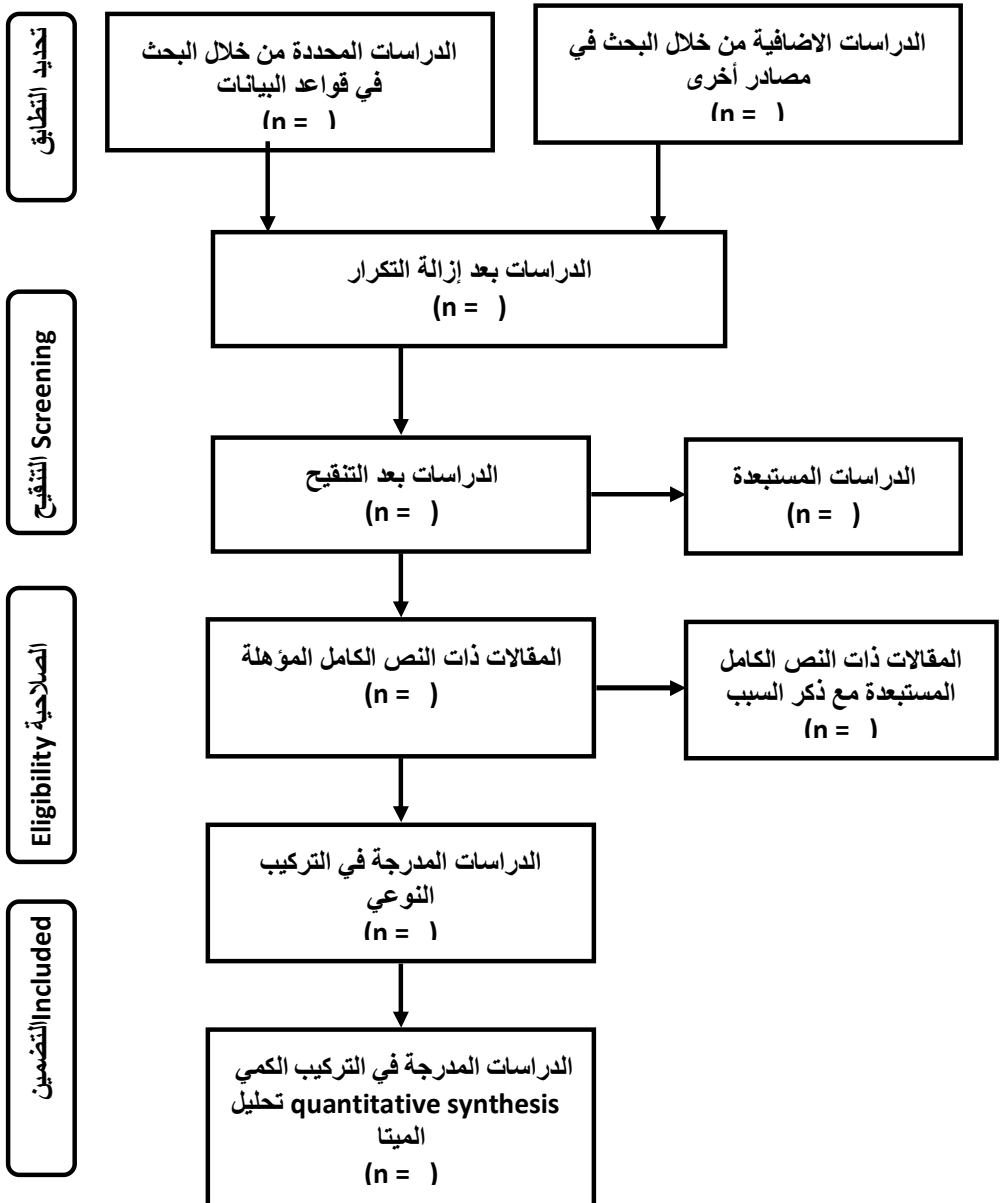 تحديد التطابق
الدراسات المحددة من خلال البحث
في قواعد البيانات
(n =   )
الدراسات الاضافية من خلال البحث في
مصادر أخرى
(n =   )
الدراسات بعد إزالة التكرار
(n =   )
التنقيح Screening
الدراسات بعد التنقيح
(n =   )
الدراسات المستبعدة
(n =   )
الصلاحية Eligibility
المقالات ذات النص الكامل المؤهلة
(n =   )
المقالات ذات النص الكامل
المستبعدة مع ذكر السبب
(n =   )
الدراسات المدرجة في التركيب
النوعي
(n =   )
التضمينIncluded
الدراسات المدرجة في التركيب الكمي
quantitative synthesis تحليل
الميتا
(n =   )